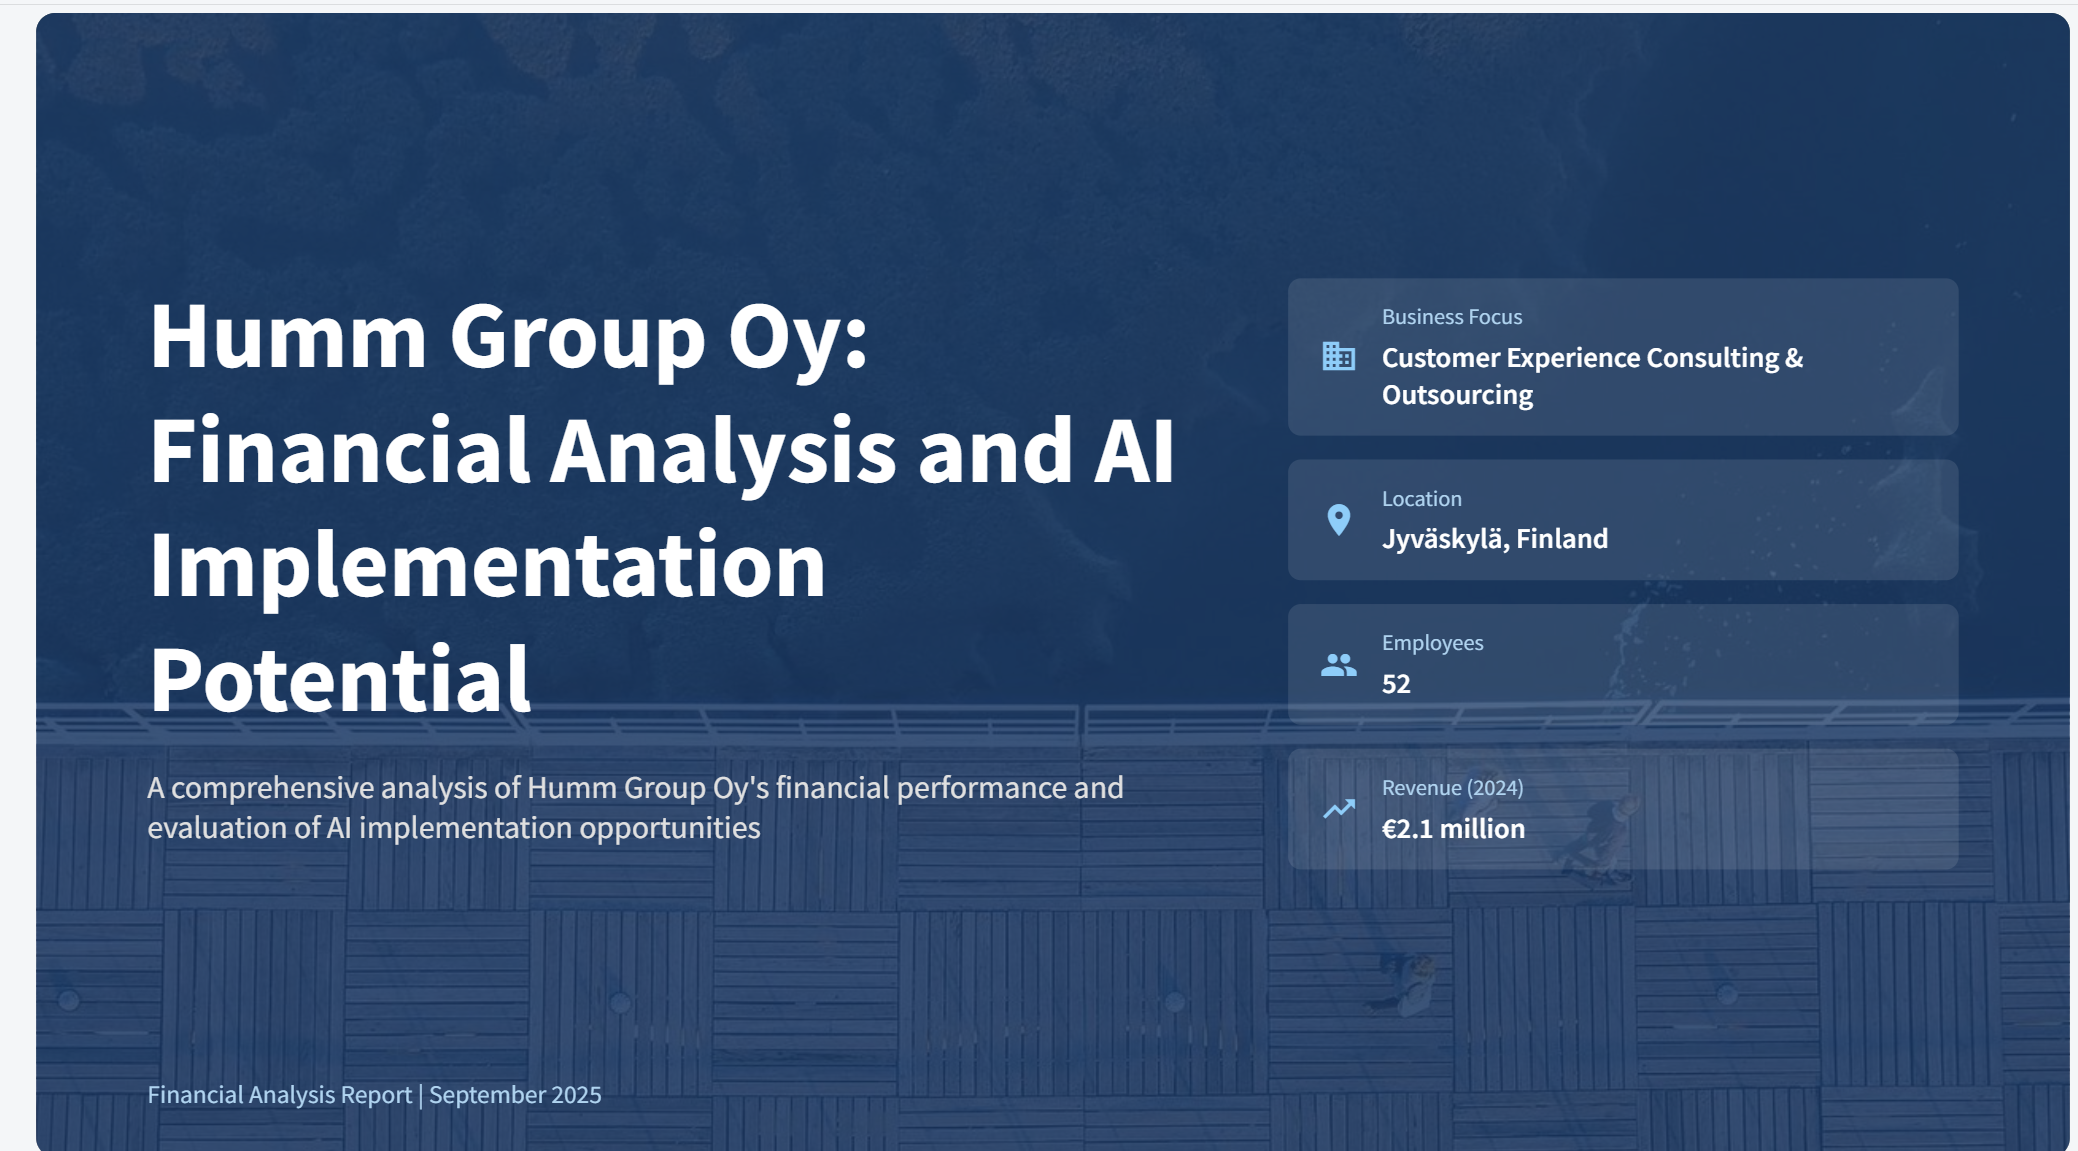 Humm Group Oy:
Financial Analysis and AI
Implementation
Potential
A comprehensive analysis of Humm Group Oy's financial performance and
evaluation of AI implementation opportunities
Financial Analysis Report | September 2025
Business Focus
Customer Experience Consulting &
Outsourcing
Location
Jyväskylä, Finland
Employees
52
Revenue (2024)
€2.1 million